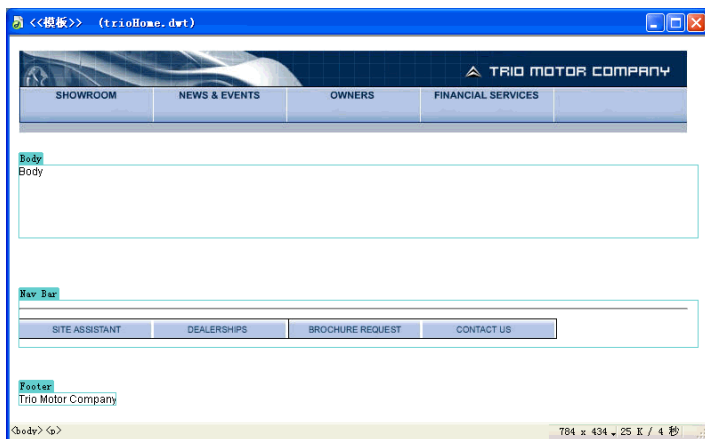 <<模板>> (trioHome.dwt)
TRIO MOTOR COMPANY
SHOWROOM NEWS & EVENTS OWNERS FINANCIAL SERVICES
Body
Body
Nav Bar
SITE ASSISTANT DEALERSHIPS BROCHURE REQUEST CONTACT US
Footer
Trio Motor Company
<body> <p> 784 x 434 25 K / 4 秒